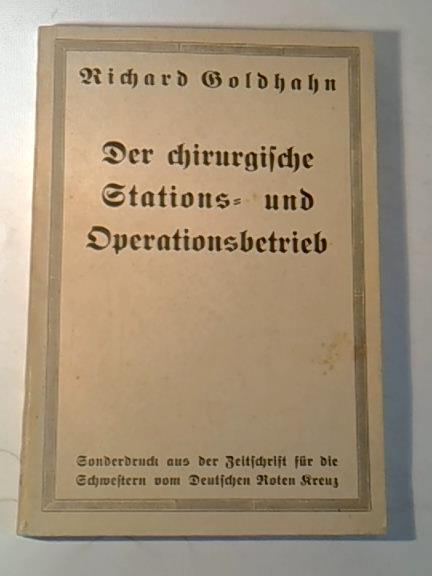 Richard Goldhahn
Der chirurgiſche
Stations- und
Operationsbetrieb
Sonderdruck aus der Zeitſchrift für die
Schweſtern vom Deutſchen Roten Kreuz